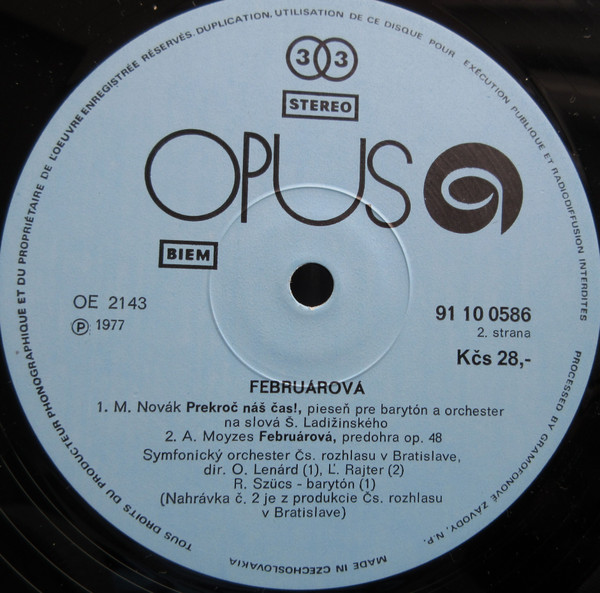 TOUS DROITS DU PRODUCTEUR PHONOGRAPHIQUE ET DU PROPRIÉTAIRE DE L'OEUVRE ENREGISTRÉE RÉSERVÉS. DUPLICATION, UTILISATION DE CE DISQUE POUR EXÉCUTION PUBLIQUE ET RADIODIFFUSION INTERDITES
33
STEREO
OPUS
BIEM
OE 2143
Ⓟ 1977
91 10 0586
2. strana
Kčs 28,-
FEBRUÁROVÁ
1. M. Novák Prekroč náš čas!, pieseň pre barytón a orchester
na slová Š. Ladižinského
2. A. Moyzes Februárová, predohra op. 48
Symfonický orchester Čs. rozhlasu v Bratislave,
dir. O. Lenárd (1), Ľ. Rajter (2)
R. Szücs - barytón (1)
(Nahrávka č. 2 je z produkcie Čs. rozhlasu
v Bratislave)
PROCESSED BY GRAMOFONOVÉ ZÁVODY, N.P.
MADE IN CZECHOSLOVAKIA